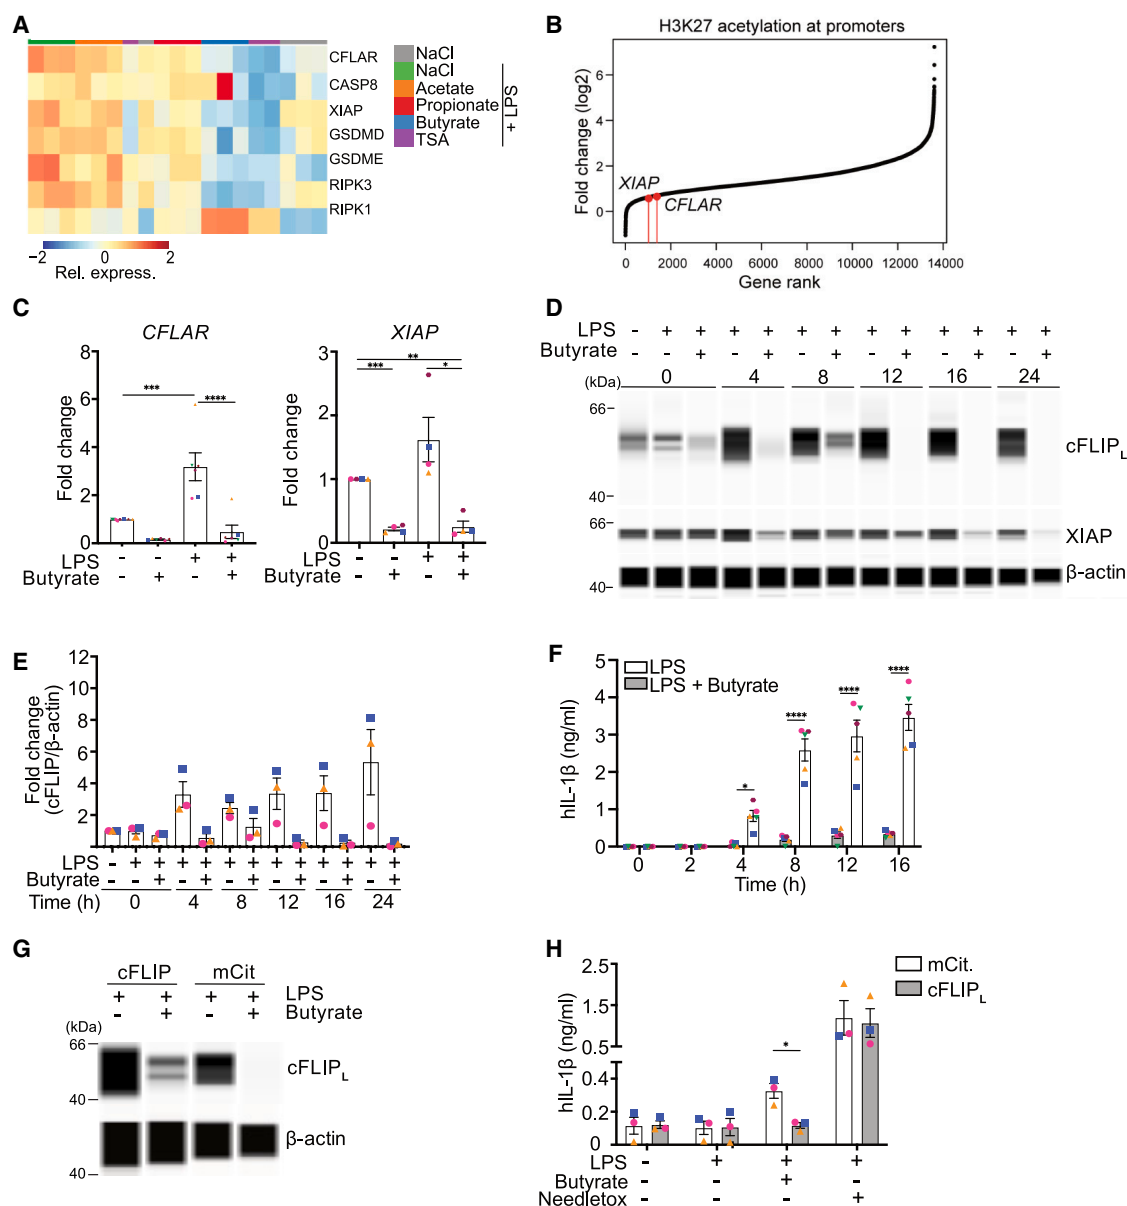 A
CFLAR
CASP8
XIAP
GSDMD
GSDME
RIPK3
RIPK1
NaCl
NaCl
Acetate
Propionate
Butyrate
TSA
+ LPS
−2 0 2
Rel. express.
B
H3K27 acetylation at promoters
Fold change (log2)
6
4
2
0
XIAP
CFLAR
0 2000 4000 6000 8000 10000 12000 14000
Gene rank
C
CFLAR
Fold change
8
6
4
2
0
*** ****
LPS - - + +
Butyrate - + - +
XIAP
Fold change
3
2
1
0
**
*** *
LPS - - + +
Butyrate - + - +
D
LPS - + + + + + + + + + + + +
Butyrate - - + - + - + - + - + - +
(kDa) 0 4 8 12 16 24
66
cFLIPL
40
66
XIAP
β-actin
40
E
Fold change
(cFLIP/β-actin)
12
10
8
6
4
2
0
LPS - + + + + + + + + + + + +
Butyrate - - + - + - + - + - + - +
Time (h) 0 4 8 12 16 24
F
LPS
LPS + Butyrate
hIL-1β (ng/ml)
5
4
3
2
1
0
* **** **** ****
0 2 4 8 12 16
Time (h)
G
cFLIP mCit
+ + + + LPS
- + - + Butyrate
(kDa)
66
cFLIPL
40
β-actin
40
H
mCit.
cFLIPL
hIL-1β (ng/ml)
2.5
1.5
0.5
0.4
0.2
0
*
LPS - + + +
Butyrate - - + -
Needletox - - - +